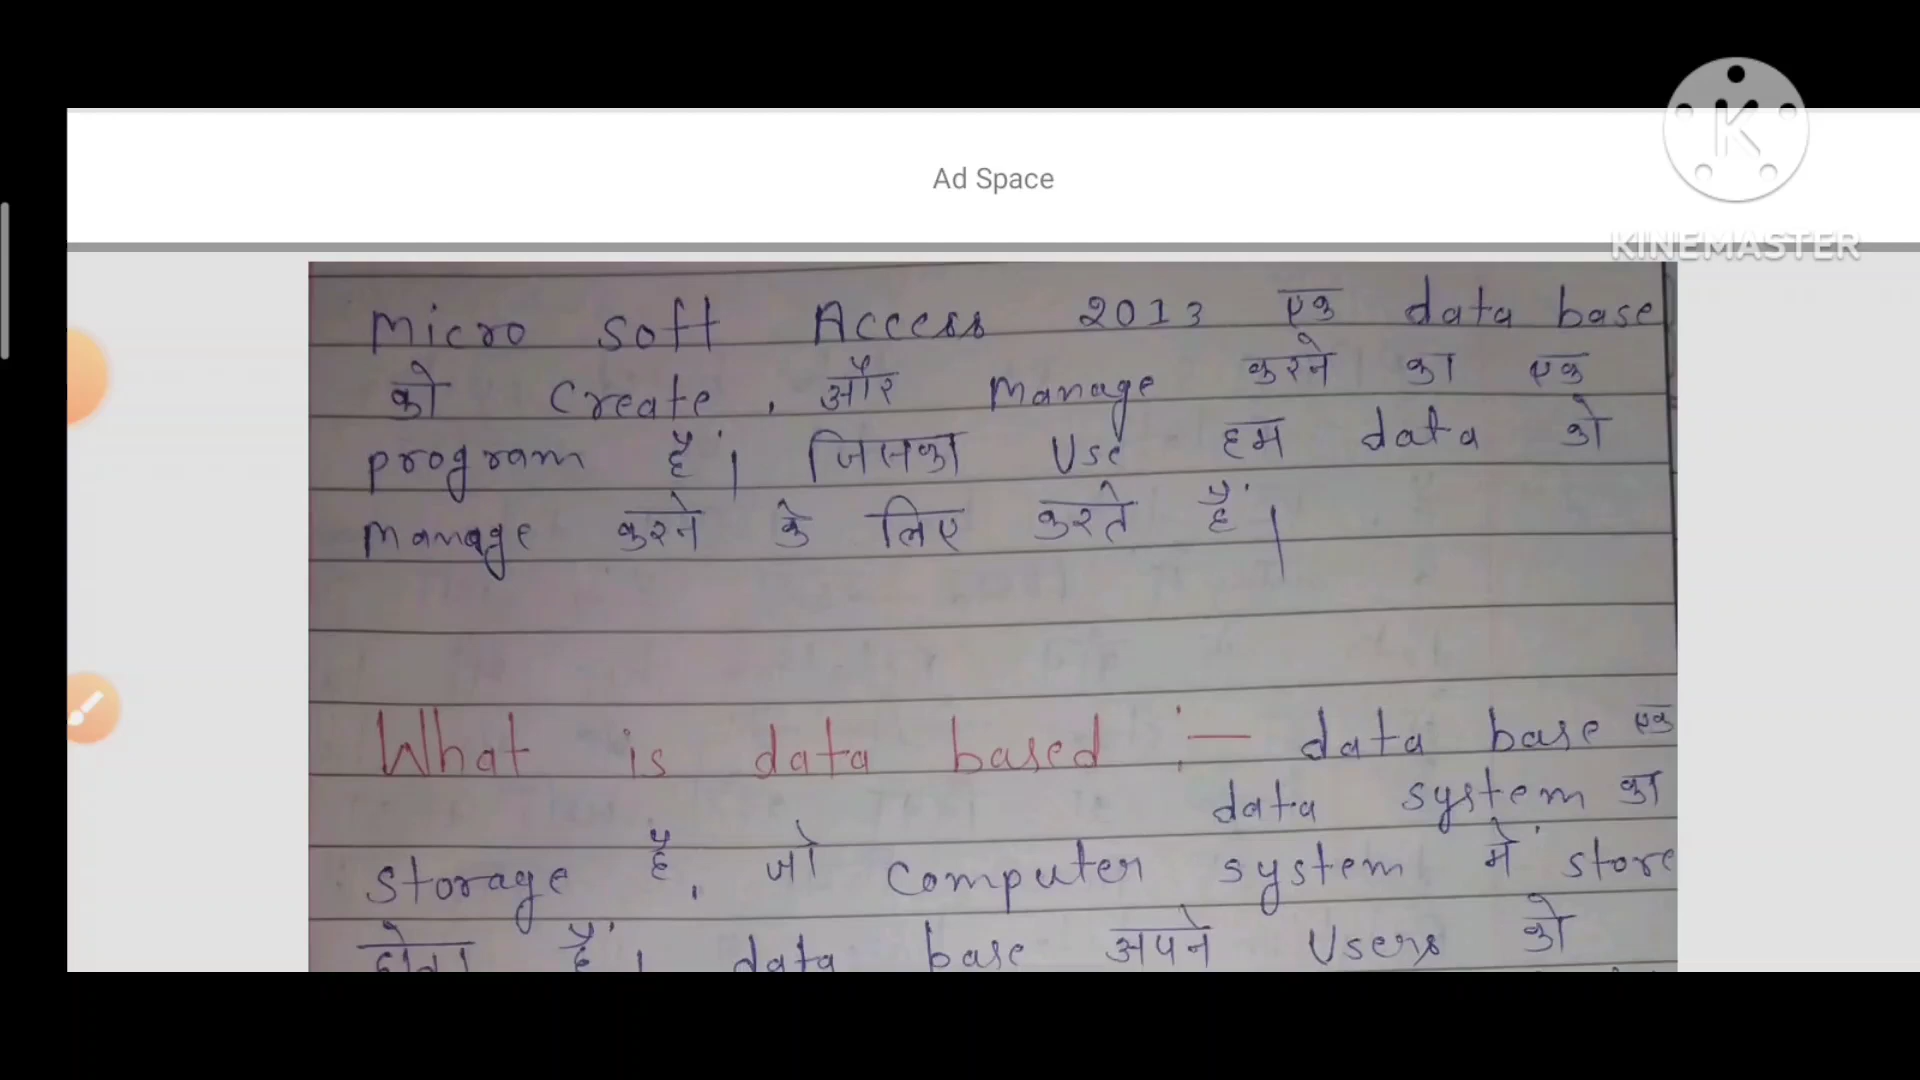 Ad Space
KINEMASTER
Micro Soft Access 2013 एक data base
को Create, और Manage करने का एक
program हैं। जिसका Use हम data को
Manage करने के लिए करते हैं।
What is data based :— data base एक
data system का
storage है, जो Computer system में store
होता हैं। data base अपने Users को